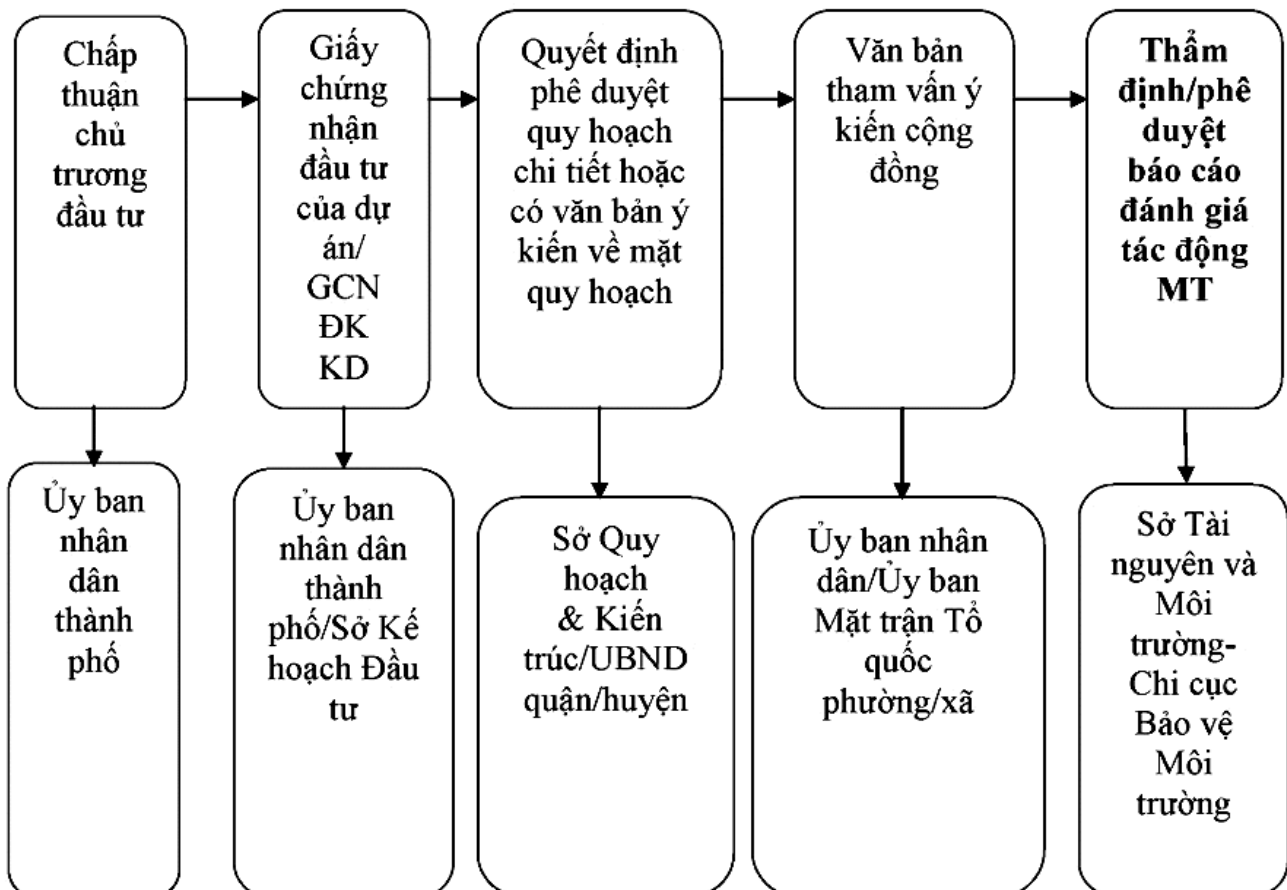 Chấp
thuận
chủ
trương
đầu tư
Giấy
chứng
nhận
đầu tư
của dự
án/
GCN
ĐK
KD
Quyết định
phê duyệt
quy hoạch
chi tiết hoặc
có văn bản ý
kiến về mặt
quy hoạch
Văn bản
tham vấn ý
kiến cộng
đồng
Thẩm
định/phê
duyệt
báo cáo
đánh giá
tác động
MT
Ủy ban
nhân
dân
thành
phố
Ủy ban
nhân dân
thành
phố/Sở Kế
hoạch Đầu
tư
Sở Quy
hoạch
& Kiến
trúc/UBND
quận/huyện
Ủy ban nhân
dân/Ủy ban
Mặt trận Tổ
quốc
phường/xã
Sở Tài
nguyên và
Môi
trường-
Chi cục
Bảo vệ
Môi
trường